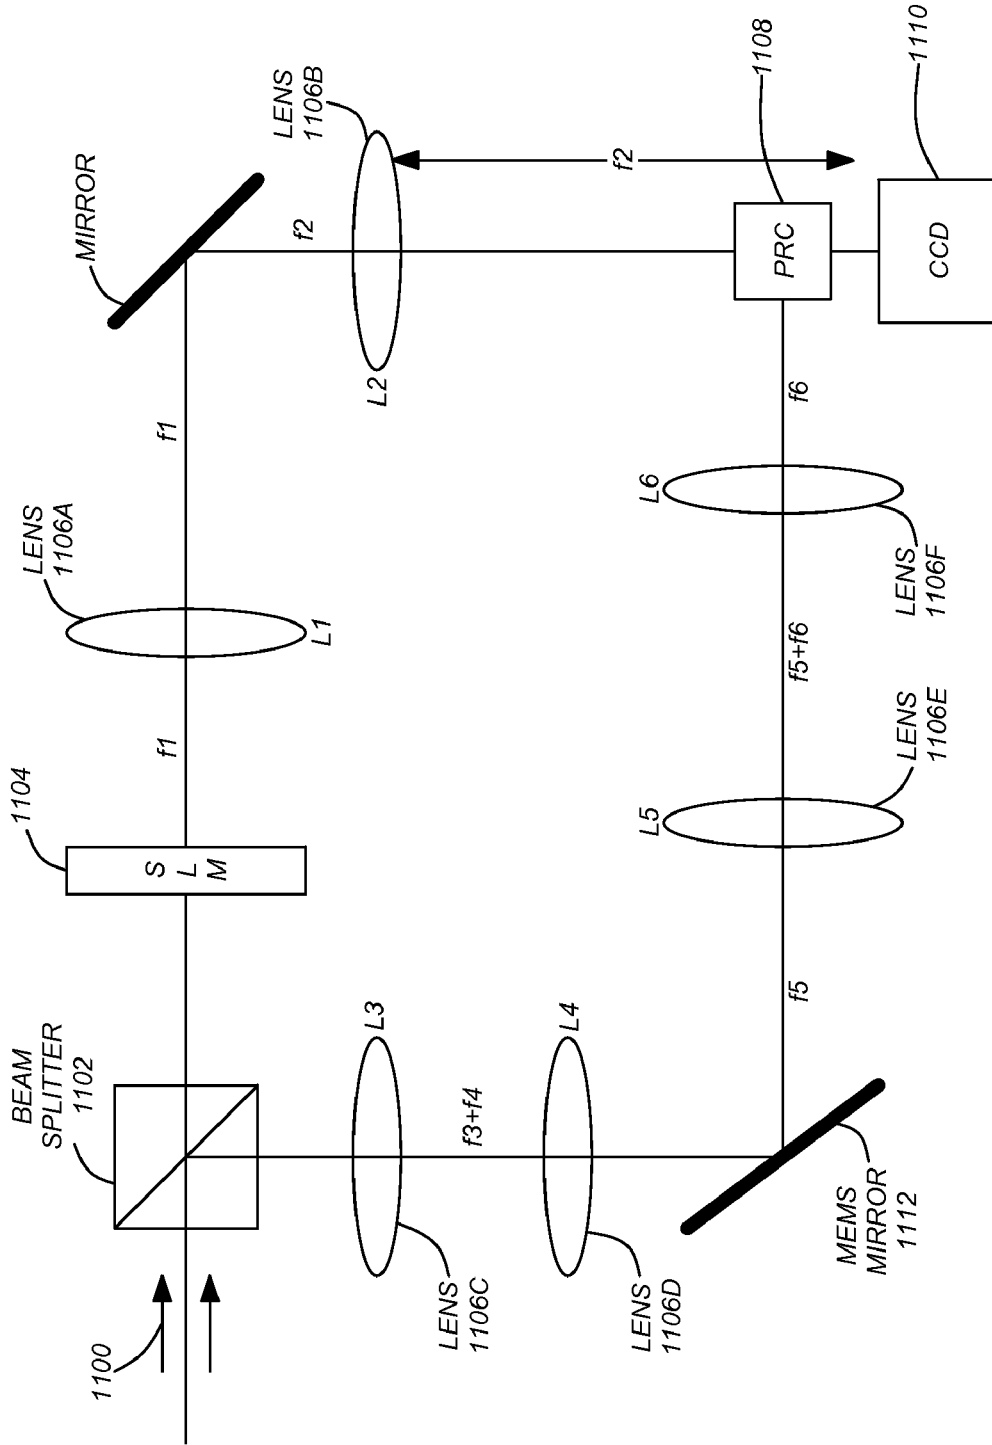 1100
BEAM
SPLITTER
1102
1104
S
L
M
LENS
1106A
MIRROR
f1
f1
L1
f2
LENS
1106B
L2
f2
LENS
1106C
L3
f3+f4
LENS
1106D
L4
MEMS
MIRROR
1112
f5
L5
LENS
1106E
f5+f6
L6
LENS
1106F
f6
PRC
1108
CCD
1110